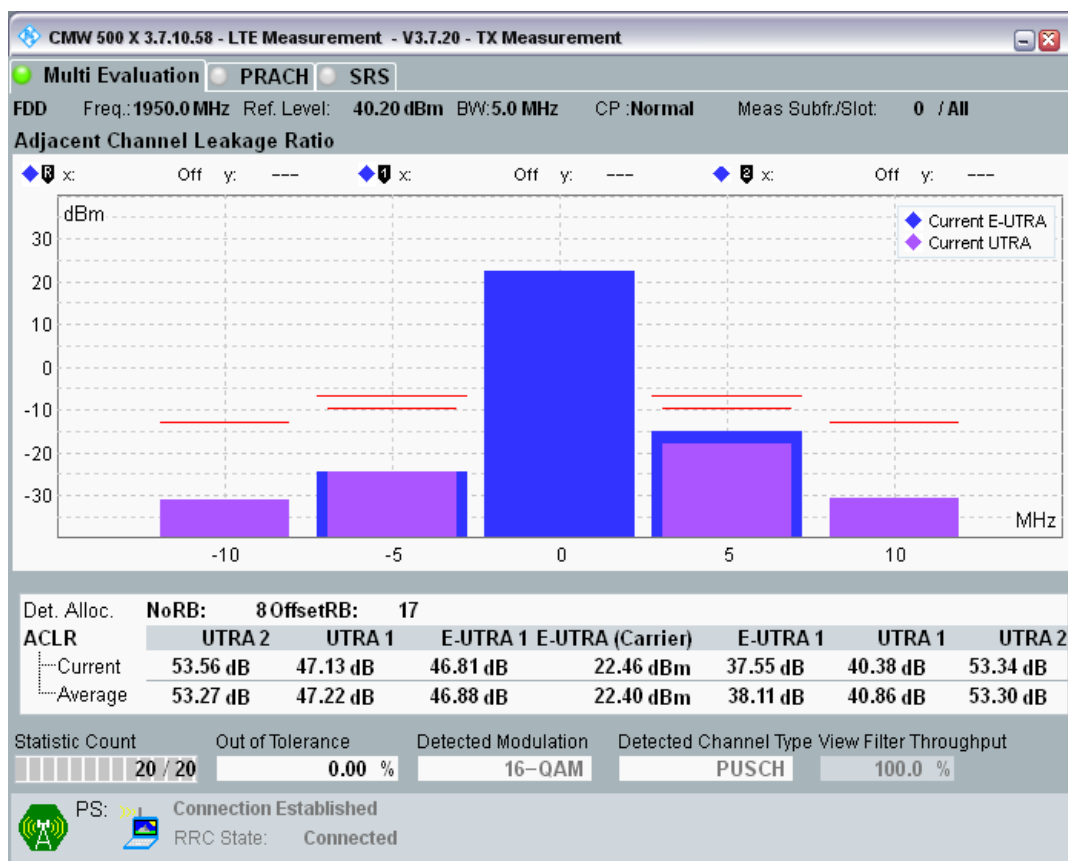 CMW 500 X 3.7.10.58 - LTE Measurement - V3.7.20 - TX Measurement
Multi Evaluation PRACH SRS
FDD Freq.: 1950.0 MHz Ref. Level: 40.20 dBm BW: 5.0 MHz CP : Normal Meas Subfr./Slot: 0 / All
Adjacent Channel Leakage Ratio
R x: Off y: --- 1 x: Off y: --- 2 x: Off y: ---
dBm
Current E-UTRA
Current UTRA
30
20
10
0
-10
-20
-30
MHz
-10 -5 0 5 10
Det. Alloc. NoRB: 8 OffsetRB: 17
ACLR UTRA 2 UTRA 1 E-UTRA 1 E-UTRA (Carrier) E-UTRA 1 UTRA 1 UTRA 2
Current 53.56 dB 47.13 dB 46.81 dB 22.46 dBm 37.55 dB 40.38 dB 53.34 dB
Average 53.27 dB 47.22 dB 46.88 dB 22.40 dBm 38.11 dB 40.86 dB 53.30 dB
Statistic Count Out of Tolerance Detected Modulation Detected Channel Type View Filter Throughput
20 / 20 0.00 % 16-QAM PUSCH 100.0 %
PS: Connection Established
RRC State: Connected